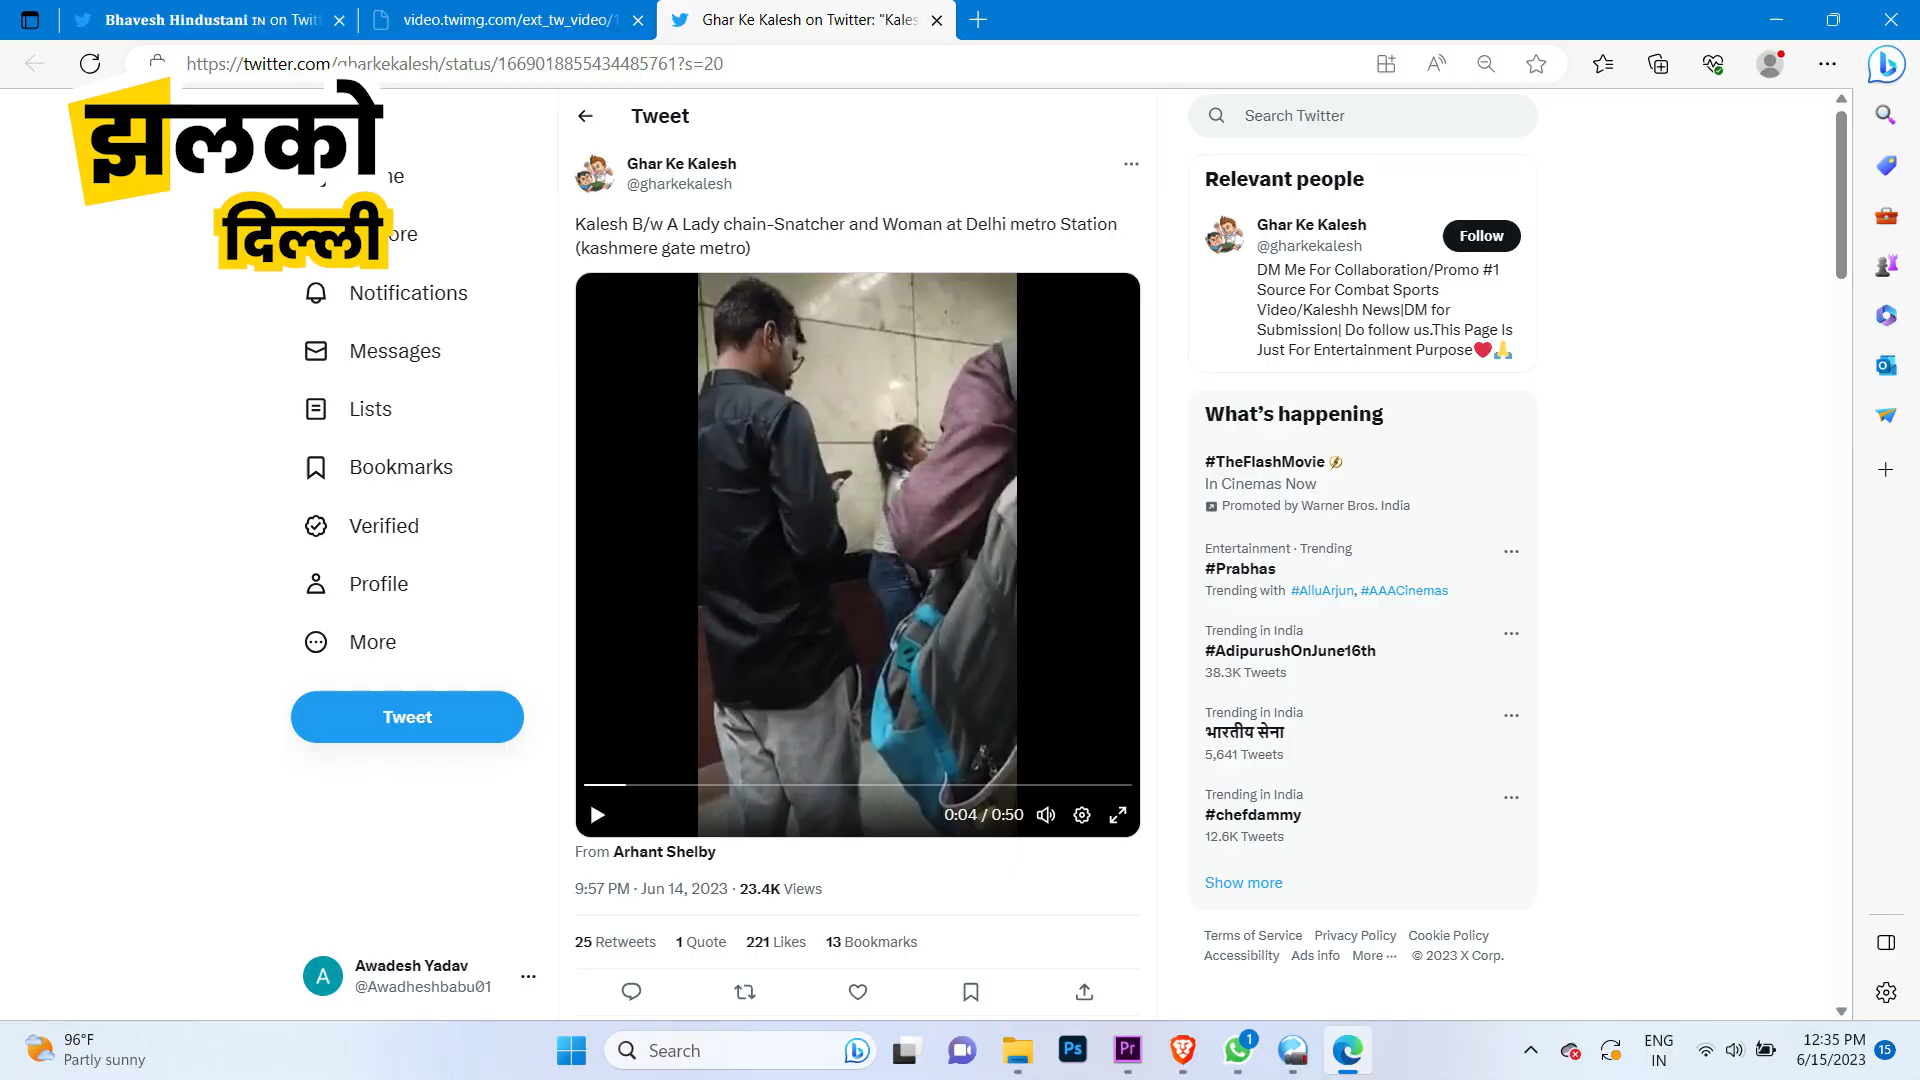 Bhavesh Hindustani IN on Twit
video.twimg.com/ext_tw_video/1
Ghar Ke Kalesh on Twitter: "Kales
https://twitter.com/gharkekalesh/status/1669018855434485761?s=20
झलको
दिल्ली
Notifications
Messages
Lists
Bookmarks
Verified
Profile
More
Tweet
Awadesh Yadav
@Awadheshbabu01
Tweet
Ghar Ke Kalesh
@gharkekalesh
Kalesh B/w A Lady chain-Snatcher and Woman at Delhi metro Station
(kashmere gate metro)
0:04 / 0:50
From Arhant Shelby
9:57 PM · Jun 14, 2023 · 23.4K Views
25 Retweets 1 Quote 221 Likes 13 Bookmarks
Search Twitter
Relevant people
Ghar Ke Kalesh
@gharkekalesh
Follow
DM Me For Collaboration/Promo #1
Source For Combat Sports
Video/Kaleshh News|DM for
Submission| Do follow us.This Page Is
Just For Entertainment Purpose❤️🙏
What's happening
#TheFlashMovie
In Cinemas Now
Promoted by Warner Bros. India
Entertainment · Trending
#Prabhas
Trending with #AlluArjun, #AAACinemas
Trending in India
#AdipurushOnJune16th
38.3K Tweets
Trending in India
भारतीय सेना
5,641 Tweets
Trending in India
#chefdammy
12.6K Tweets
Show more
Terms of Service Privacy Policy Cookie Policy
Accessibility Ads info More ··· © 2023 X Corp.
96°F
Partly sunny
Search
Ps
Pr
1
ENG
IN
12:35 PM
6/15/2023
15